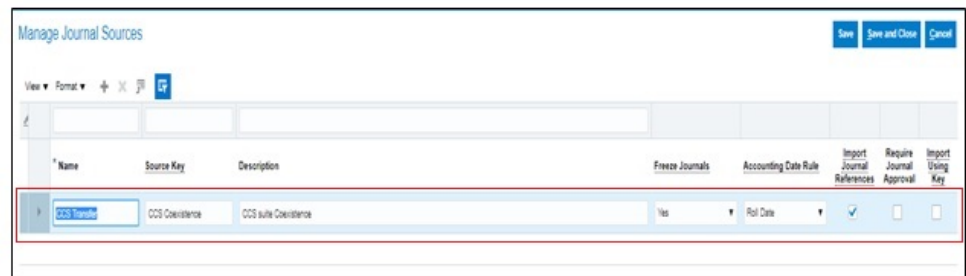 Manage Journal Sources
Save
Save and Close
Cancel
View ▼ Format ▼
* Name
Source Key
Description
Freeze Journals
Accounting Date Rule
Import Journal References
Require Journal Approval
Import Using Key
CCS Transfer
CCS Coexistence
CCS suite Coexistence
Yes
Roll Date